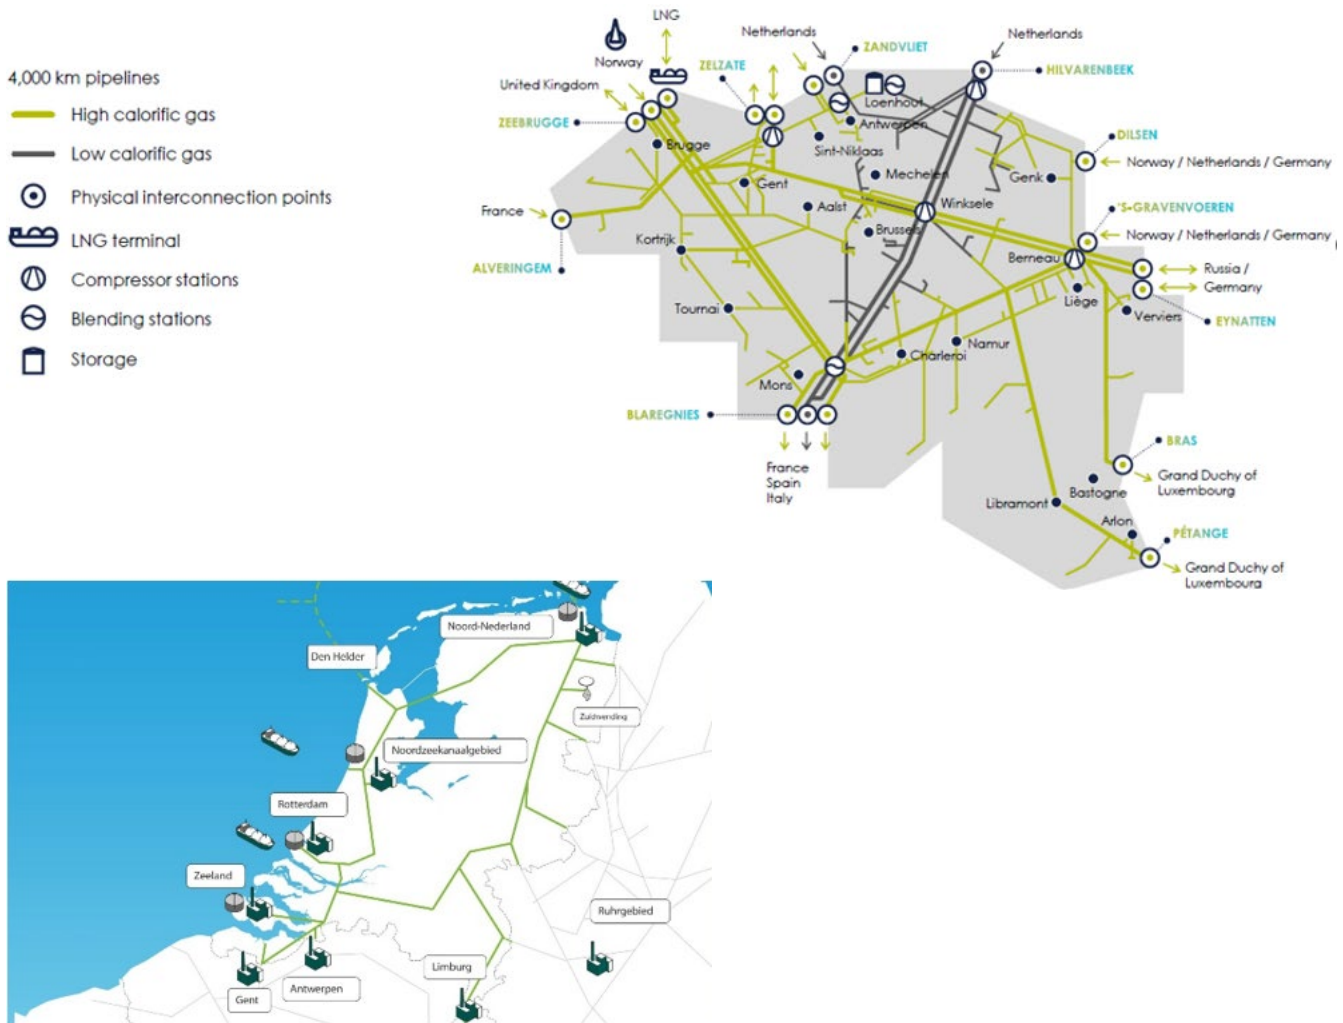 4,000 km pipelines
High calorific gas
Low calorific gas
Physical interconnection points
LNG terminal
Compressor stations
Blending stations
Storage
LNG
Norway
United Kingdom
ZEEBRUGGE
ZELZATE
Netherlands
ZANDVLIET
Netherlands
HILVARENBEEK
Loenhout
Antwerpen
Sint-Niklaas
Brugge
Gent
Mechelen
Genk
DILSEN
Norway / Netherlands / Germany
Aalst
Winksele
'S-GRAVENVOEREN
France
Brussels
Norway / Netherlands / Germany
Kortrijk
Berneau
ALVERINGEM
Russia /
Germany
Liège
Verviers
EYNATTEN
Tournai
Namur
Charleroi
Mons
BLAREGNIES
BRAS
France
Spain
Italy
Grand Duchy of
Luxembourg
Bastogne
Libramont
Arlon
PÉTANGE
Grand Duchy of
Luxembourg
Noord-Nederland
Den Helder
Zuidwending
Noordzeekanaalgebied
Rotterdam
Zeeland
Ruhrgebied
Limburg
Antwerpen
Gent